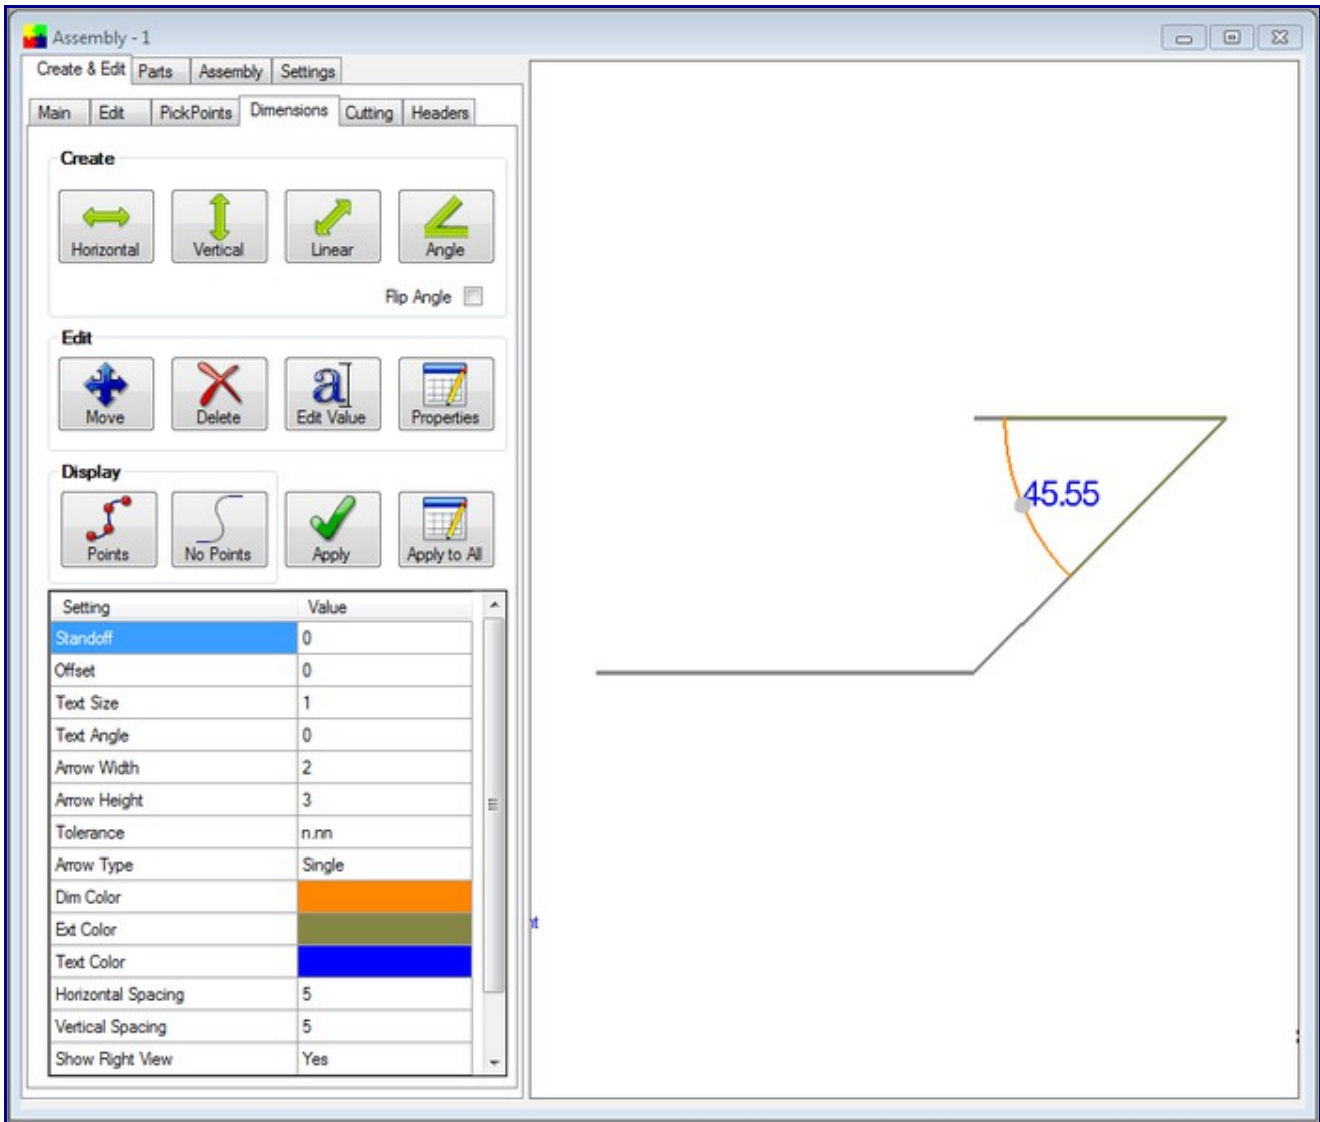 Assembly - 1
Create & Edit Parts Assembly Settings
Main Edit PickPoints Dimensions Cutting Headers
Create
Horizontal Vertical Linear Angle
Flip Angle
Edit
Move Delete Edit Value Properties
Display
Points No Points Apply Apply to All
Setting Value
Standoff 0
Offset 0
Text Size 1
Text Angle 0
Arrow Width 2
Arrow Height 3
Tolerance n.nn
Arrow Type Single
Dim Color
Ext Color
Text Color
Horizontal Spacing 5
Vertical Spacing 5
Show Right View Yes
45.55